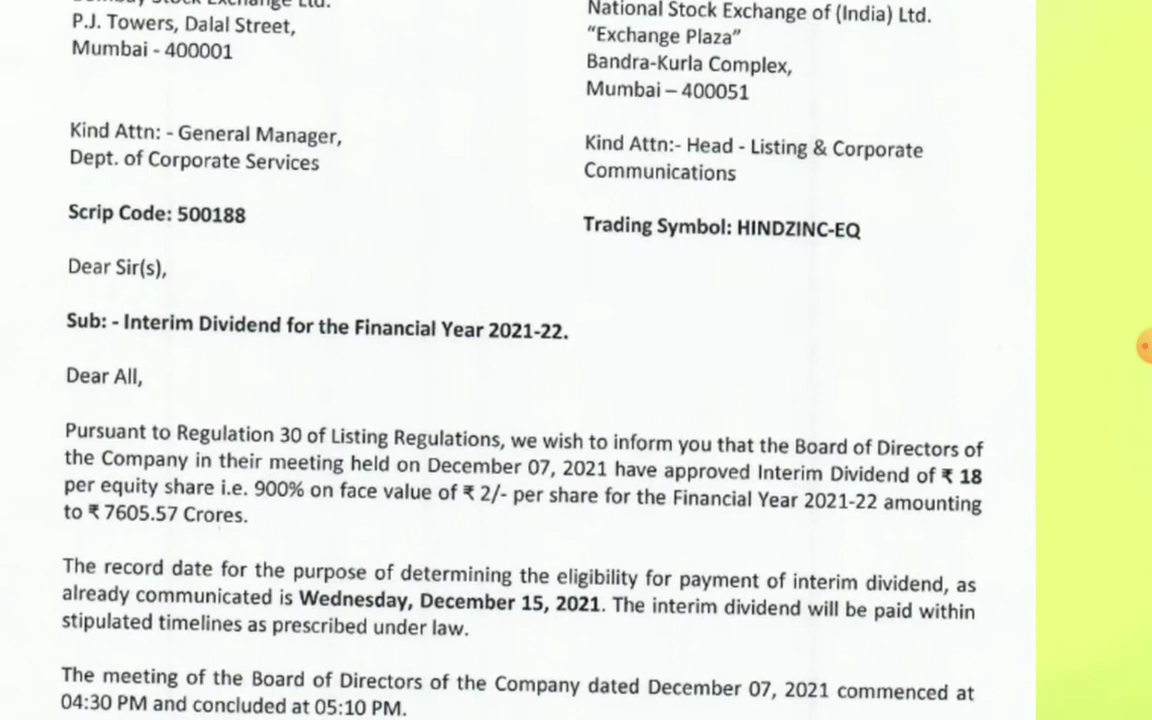 Stock Exchange Ltd.
P.J. Towers, Dalal Street,
Mumbai - 400001
National Stock Exchange of (India) Ltd.
“Exchange Plaza”
Bandra-Kurla Complex,
Mumbai – 400051
Kind Attn: - General Manager,
Dept. of Corporate Services
Kind Attn:- Head - Listing & Corporate
Communications
Scrip Code: 500188
Trading Symbol: HINDZINC-EQ
Dear Sir(s),
Sub: - Interim Dividend for the Financial Year 2021-22.
Dear All,
Pursuant to Regulation 30 of Listing Regulations, we wish to inform you that the Board of Directors of
the Company in their meeting held on December 07, 2021 have approved Interim Dividend of ₹ 18
per equity share i.e. 900% on face value of ₹ 2/- per share for the Financial Year 2021-22 amounting
to ₹ 7605.57 Crores.
The record date for the purpose of determining the eligibility for payment of interim dividend, as
already communicated is Wednesday, December 15, 2021. The interim dividend will be paid within
stipulated timelines as prescribed under law.
The meeting of the Board of Directors of the Company dated December 07, 2021 commenced at
04:30 PM and concluded at 05:10 PM.